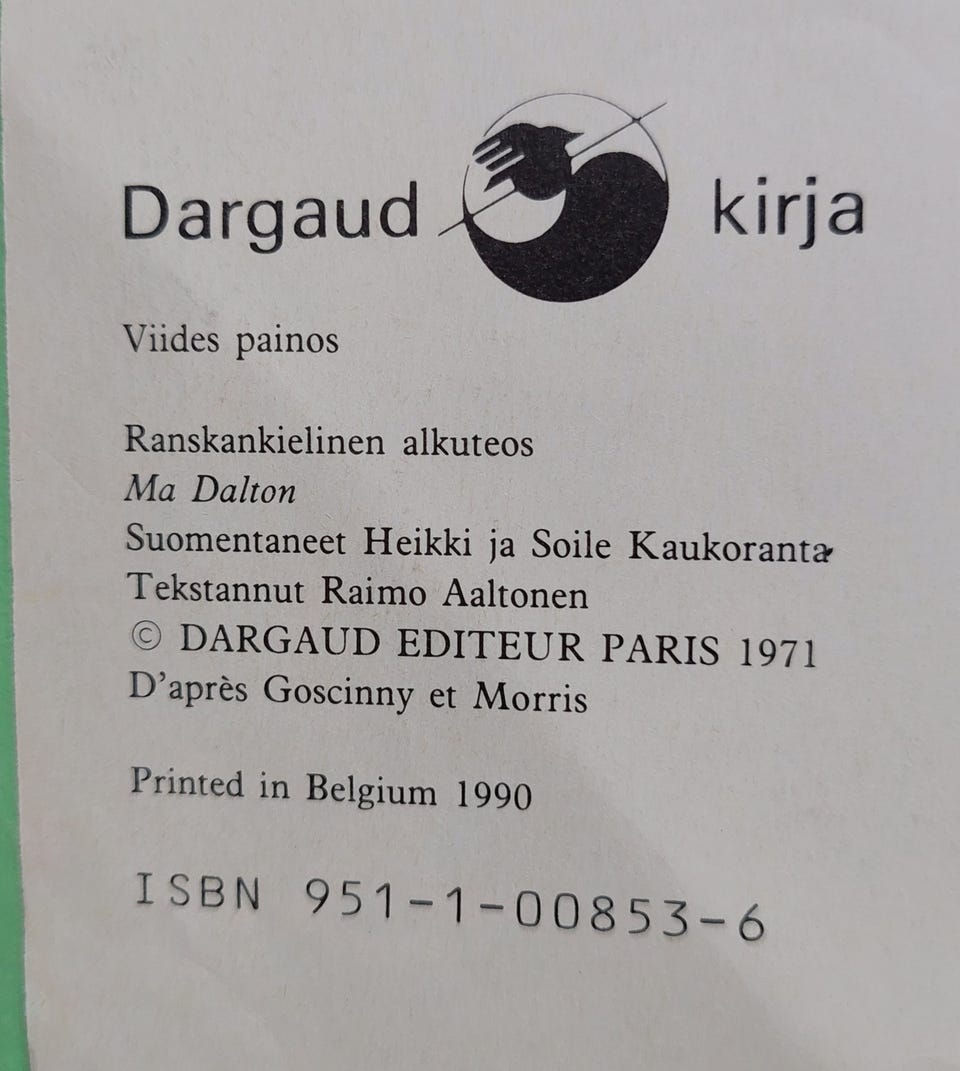 Dargaud kirja
Viides painos
Ranskankielinen alkuteos
Ma Dalton
Suomentaneet Heikki ja Soile Kaukoranta
Tekstannut Raimo Aaltonen
© DARGAUD EDITEUR PARIS 1971
D'après Goscinny et Morris
Printed in Belgium 1990
ISBN 951-1-00853-6